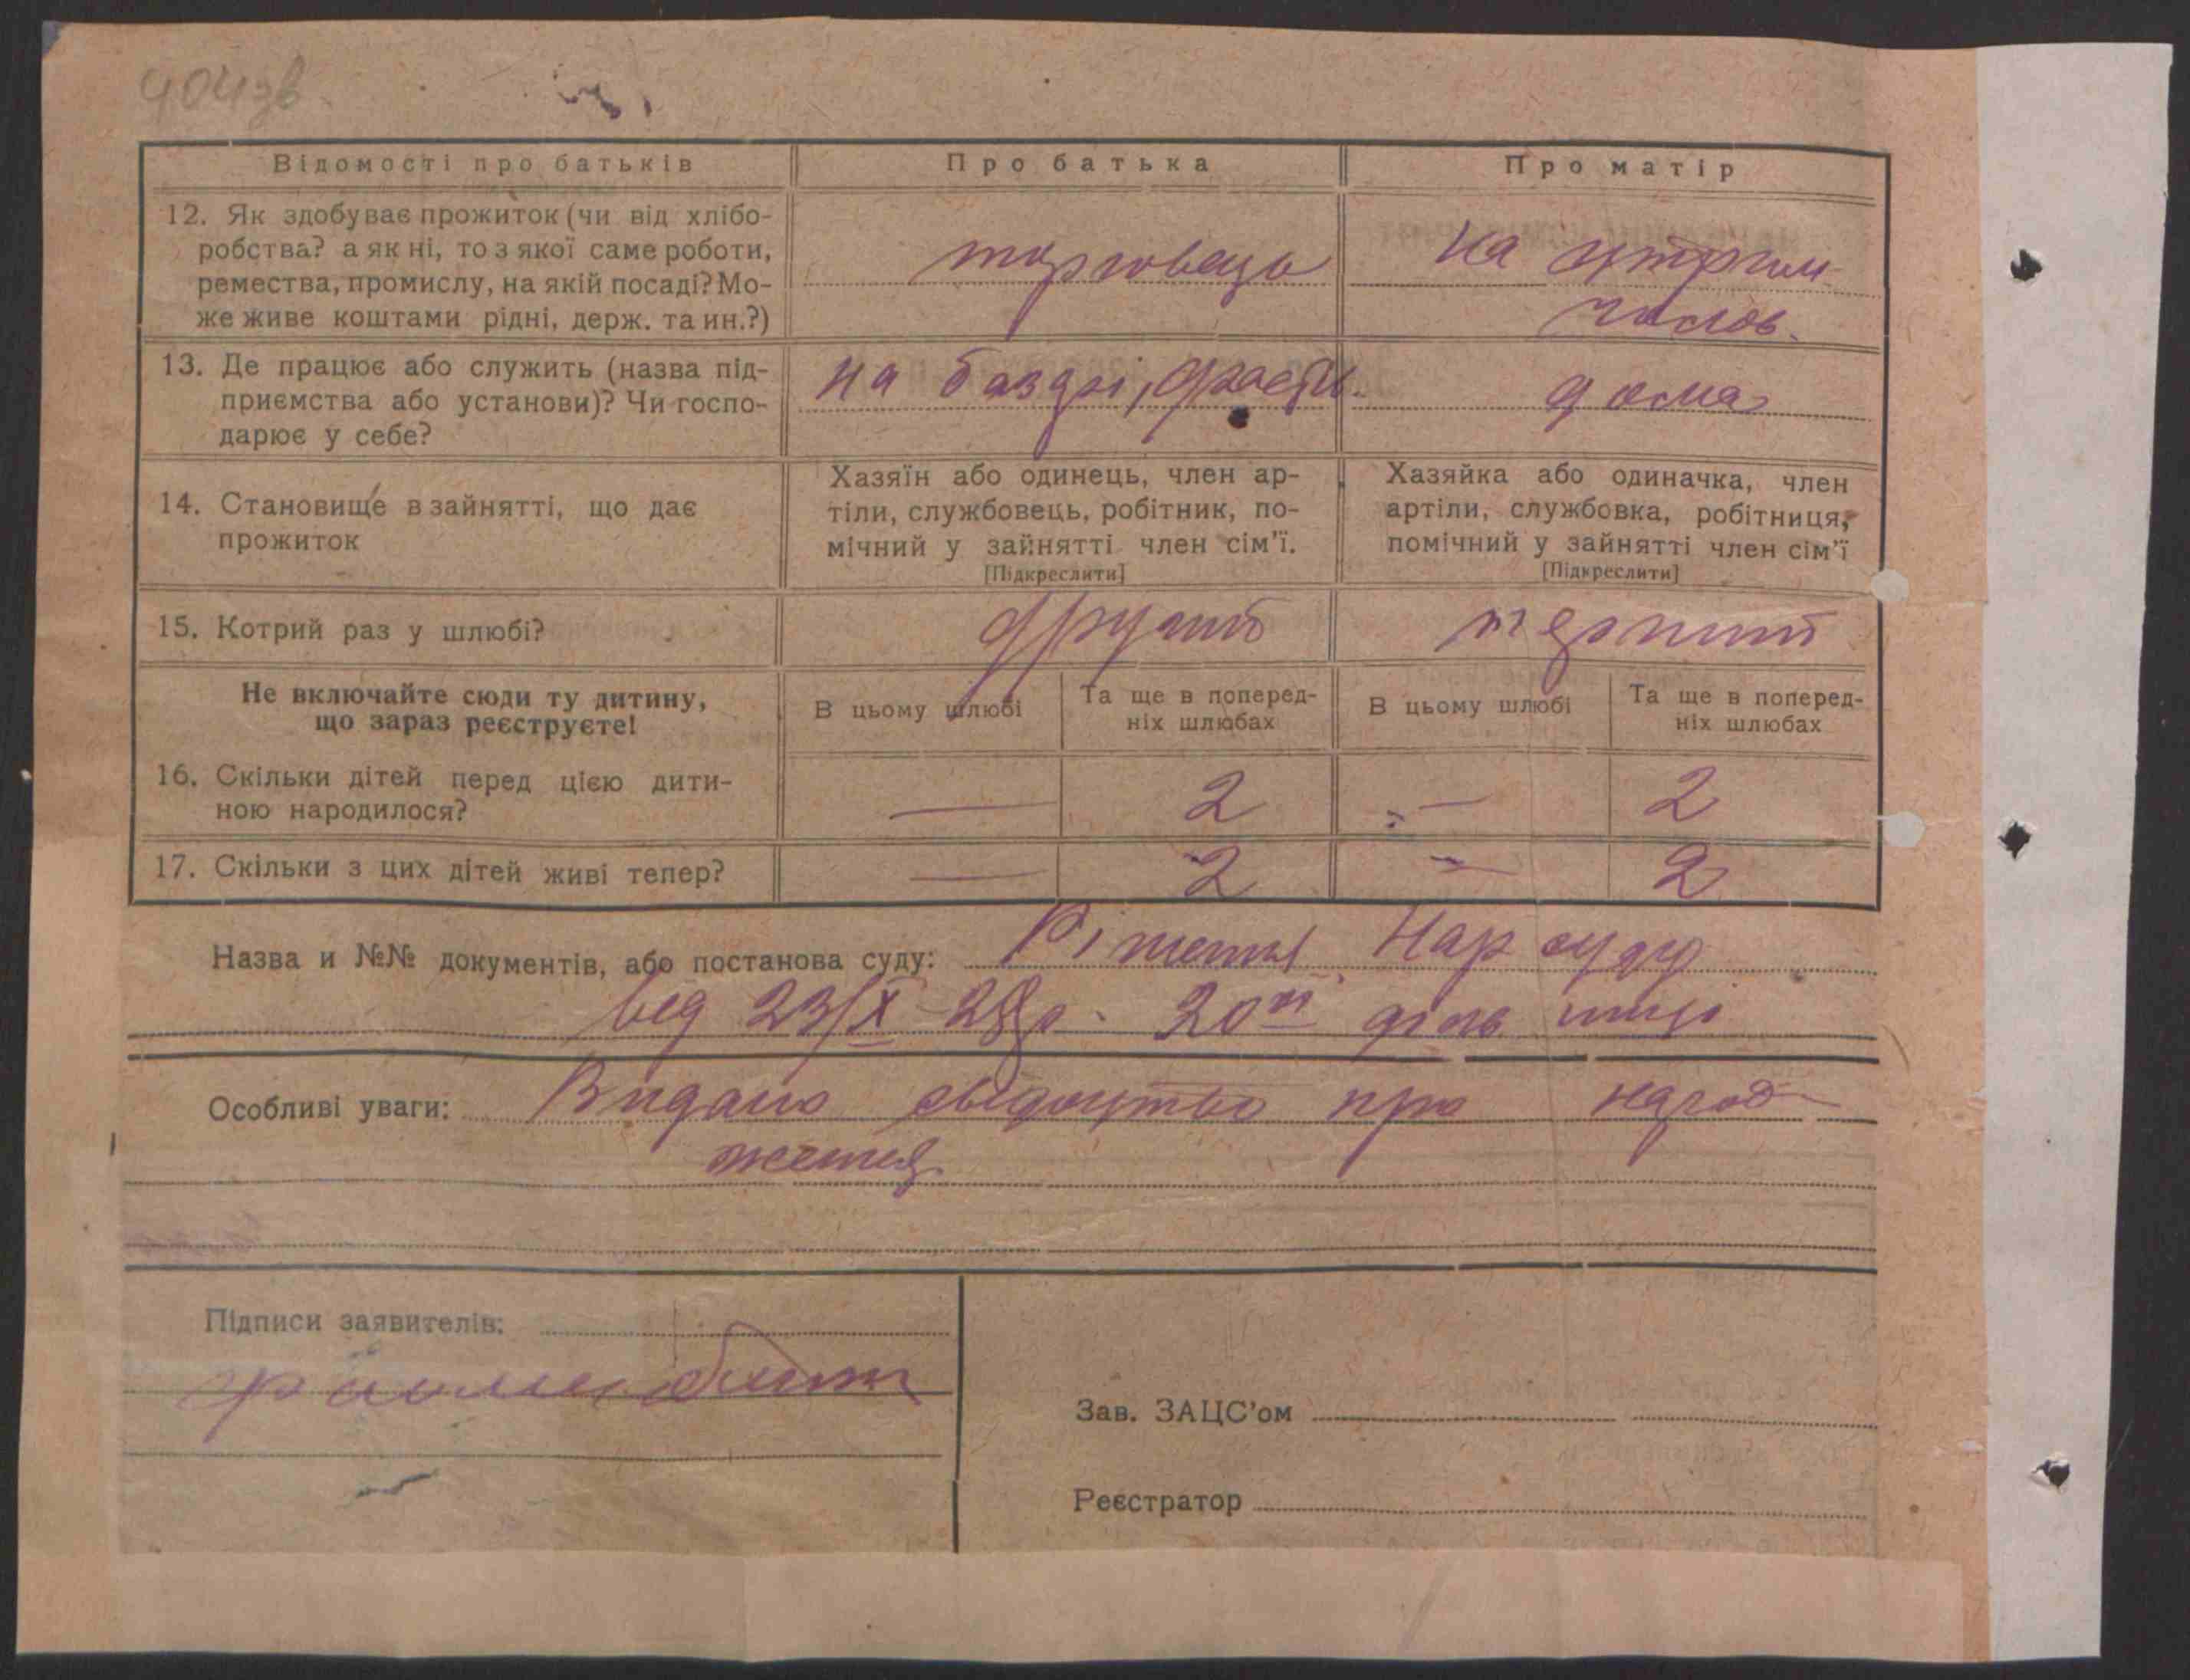 404зв
Відомості про батьків
Про батька
Про матір
12. Як здобуває прожиток (чи від хлібо-
робства? а як ні, то з якої саме роботи,
ремества, промислу, на якій посаді? Мо-
же живе коштами рідні, держ. та ин.?)
торговець
на утрим.
чолов.
13. Де працює або служить (назва під-
приємства або установи)? Чи госпо-
дарює у себе?
на базарі,
дома
14. Становище в зайнятті, що дає
прожиток
Хазяїн або одинець, член ар-
тіли, службовець, робітник, по-
мічний у зайнятті член сім'ї.
[Підкреслити]
Хазяйка або одиначка, член
артіли, службовка, робітниця,
помічний у зайнятті член сім'ї
[Підкреслити]
15. Котрий раз у шлюбі?
другий
перший
Не включайте сюди ту дитину,
що зараз реєструєте!
В цьому шлюбі
Та ще в поперед-
ніх шлюбах
В цьому шлюбі
Та ще в поперед-
ніх шлюбах
16. Скільки дітей перед цією дити-
ною народилося?
— 2 — 2
17. Скільки з цих дітей живі тепер?
— 2 — 2
Назва и №№ документів, або постанова суду: Рішення Нарсуду
від 23/X 28р. 20ої дільниці
Особливі уваги: Видано свідоцтво про народ-
ження
Підписи заявителів:
Зав. ЗАЦС'ом
Реєстратор